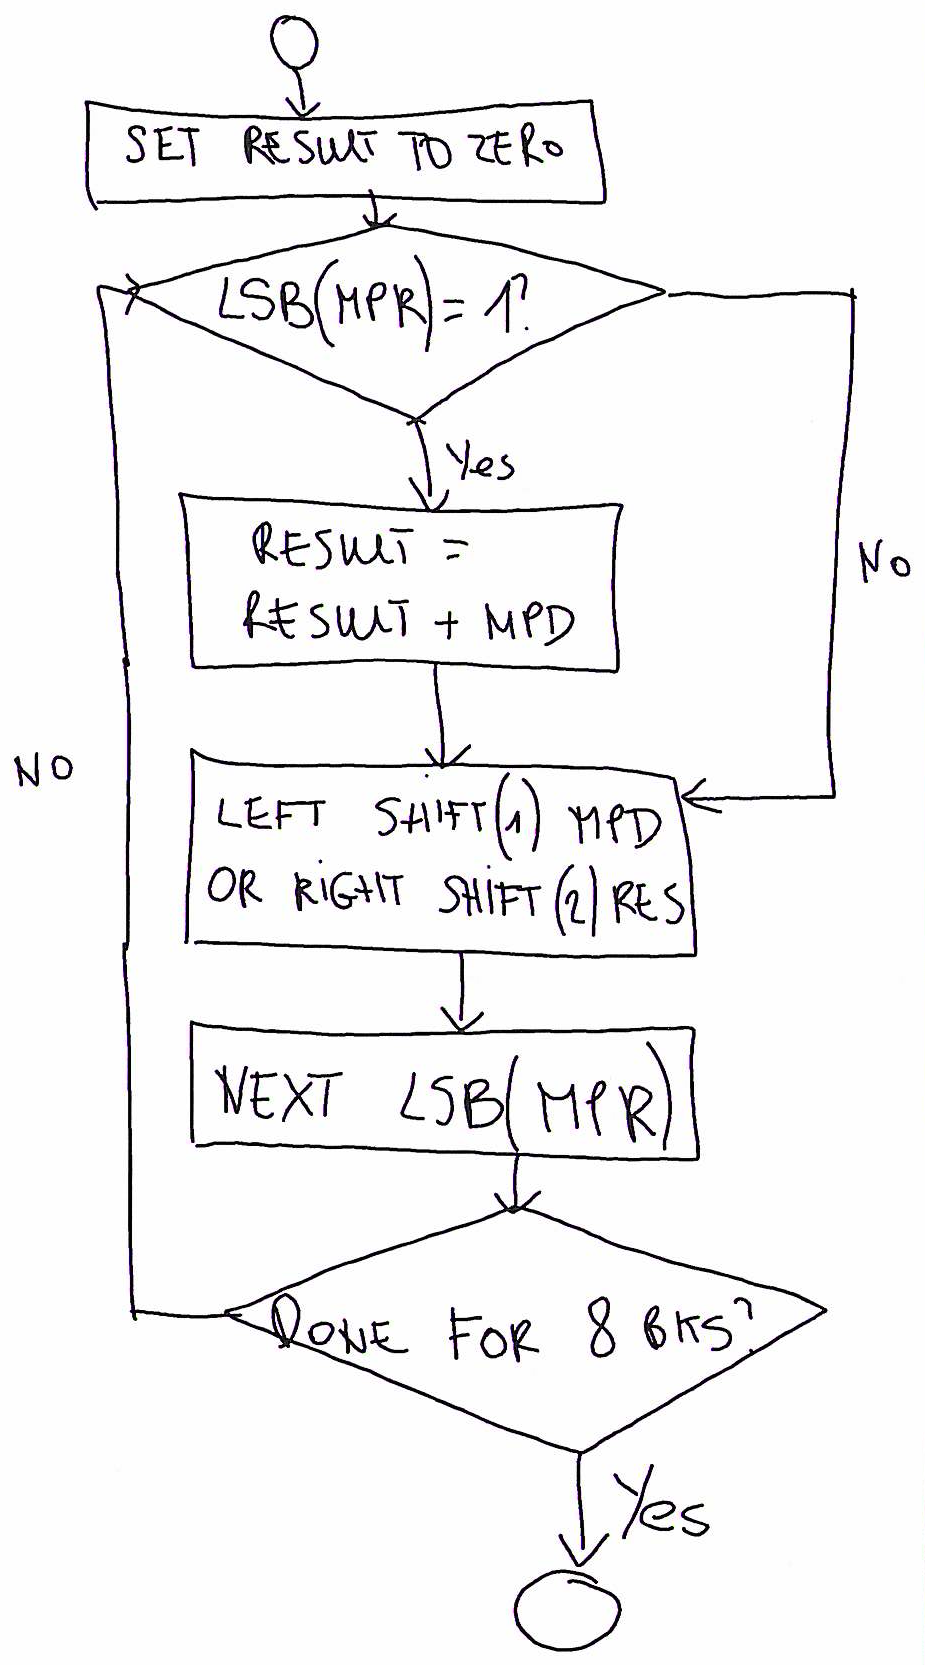 SET RESULT TO ZERO
LSB(MPR) = 1?
Yes
RESULT =
RESULT + MPD
NO
NO
LEFT SHIFT(1) MPD
OR RIGHT SHIFT(2) RES
NEXT LSB(MPR)
DONE FOR 8 BKS?
Yes